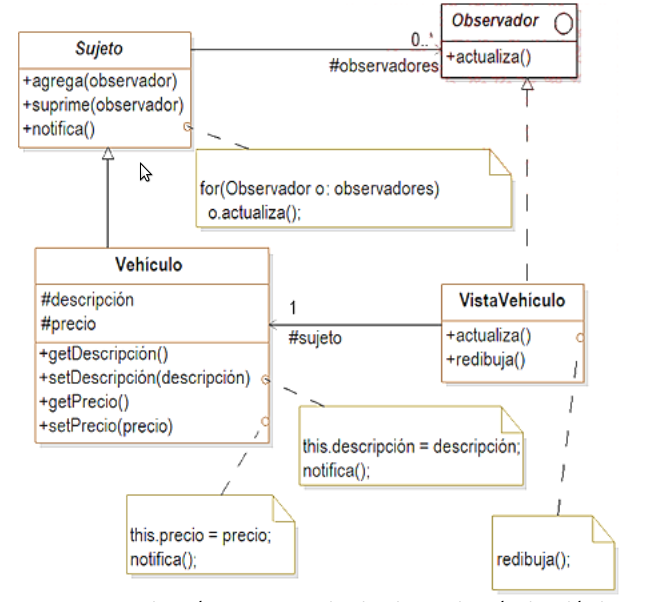 Sujeto
+agrega(observador)
+suprime(observador)
+notifica()
0..*
#observadores
Observador
+actualiza()
for(Observador o: observadores)
o.actualiza();
Vehiculo
#descripción
#precio
+getDescripción()
+setDescripción(descripción)
+getPrecio()
+setPrecio(precio)
1
#sujeto
VistaVehiculo
+actualiza()
+redibuja()
this.descripción = descripción;
notifica();
this.precio = precio;
notifica();
redibuja();